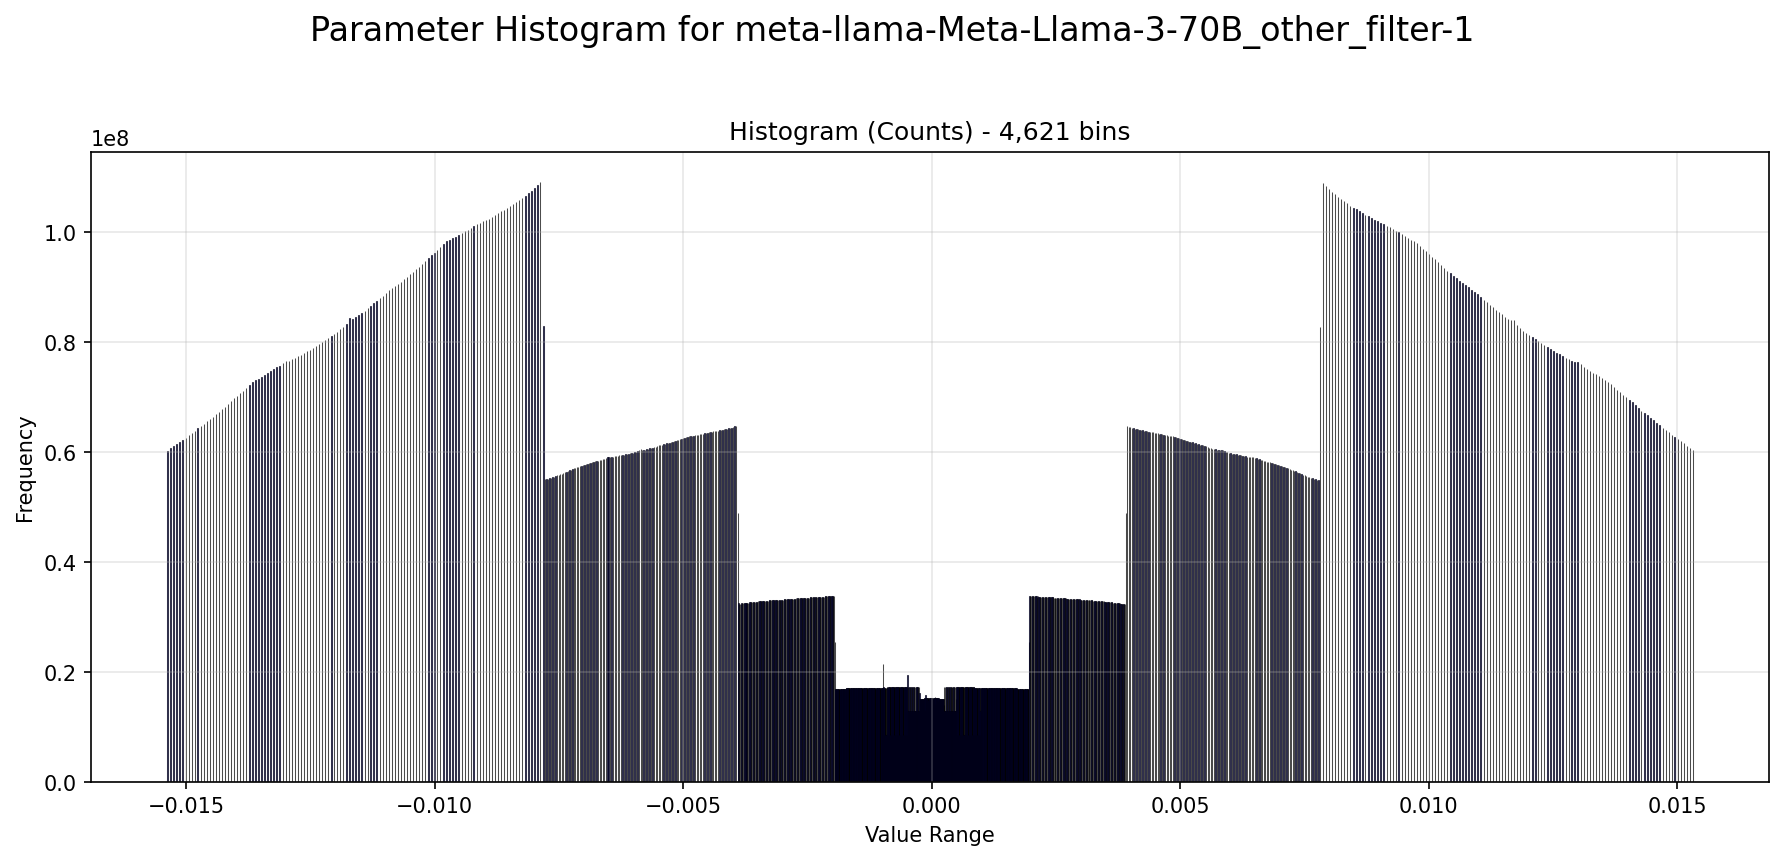 Parameter Histogram for meta-llama-Meta-Llama-3-70B_other_filter-1
Histogram (Counts) - 4,621 bins
1e8
1.0
0.8
0.6
0.4
0.2
0.0
Frequency
−0.015 −0.010 −0.005 0.000 0.005 0.010 0.015
Value Range